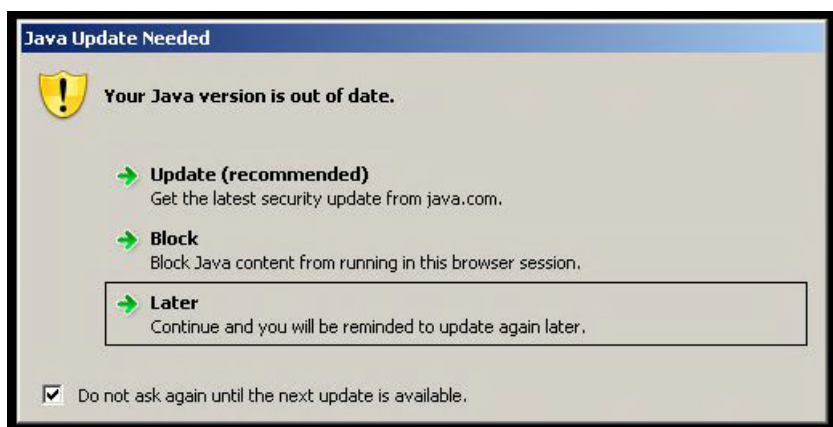 Java Update Needed
Your Java version is out of date.
Update (recommended)
Get the latest security update from java.com.
Block
Block Java content from running in this browser session.
Later
Continue and you will be reminded to update again later.
Do not ask again until the next update is available.